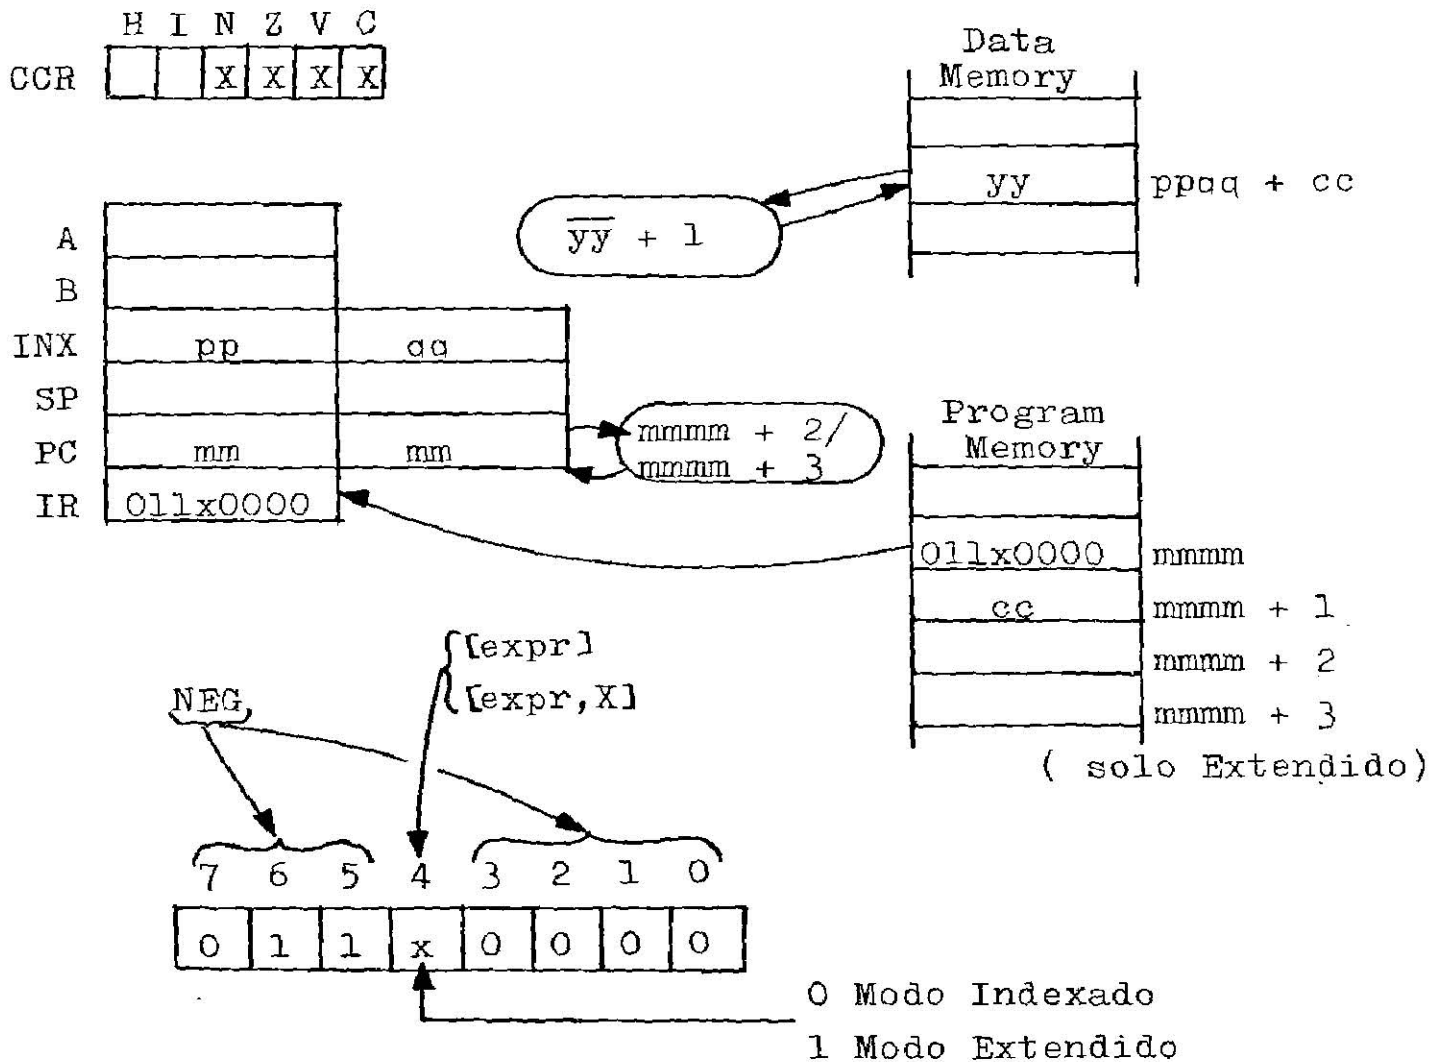 H I N Z V C
CCR X X X X
Data
Memory
yy ppqq + cc
yy + 1
A
B
INX pp qq
SP
PC mm mm
mmmm + 2/
mmmm + 3
IR 011x0000
Program
Memory
011x0000 mmmm
cc mmmm + 1
mmmm + 2
mmmm + 3
( solo Extendido)
NEG
[expr]
[expr,X]
7 6 5 4 3 2 1 0
0 1 1 x 0 0 0 0
0 Modo Indexado
1 Modo Extendido